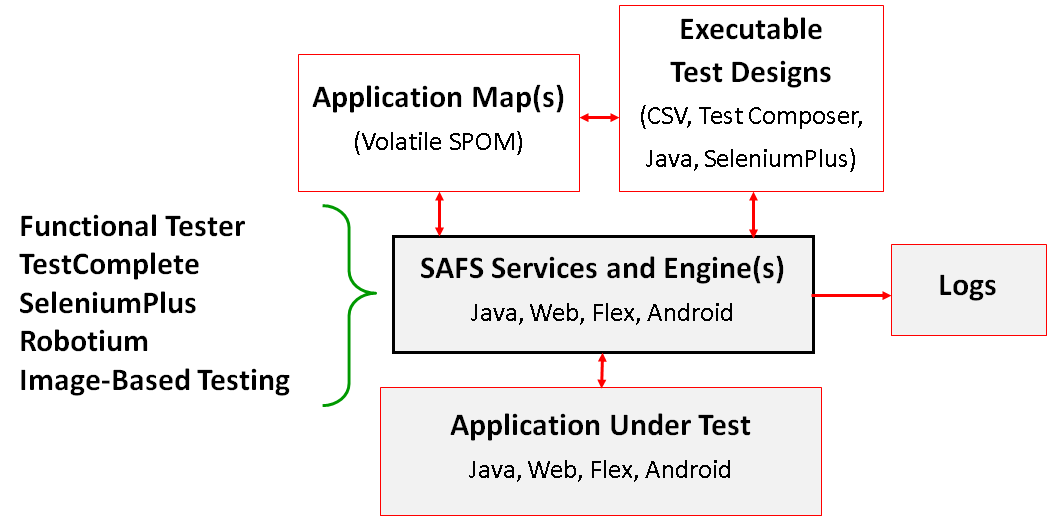 Executable
Test Designs
(CSV, Test Composer,
Java, SeleniumPlus)
Application Map(s)
(Volatile SPOM)
Functional Tester
TestComplete
SeleniumPlus
Robotium
Image-Based Testing
SAFS Services and Engine(s)
Java, Web, Flex, Android
Logs
Application Under Test
Java, Web, Flex, Android